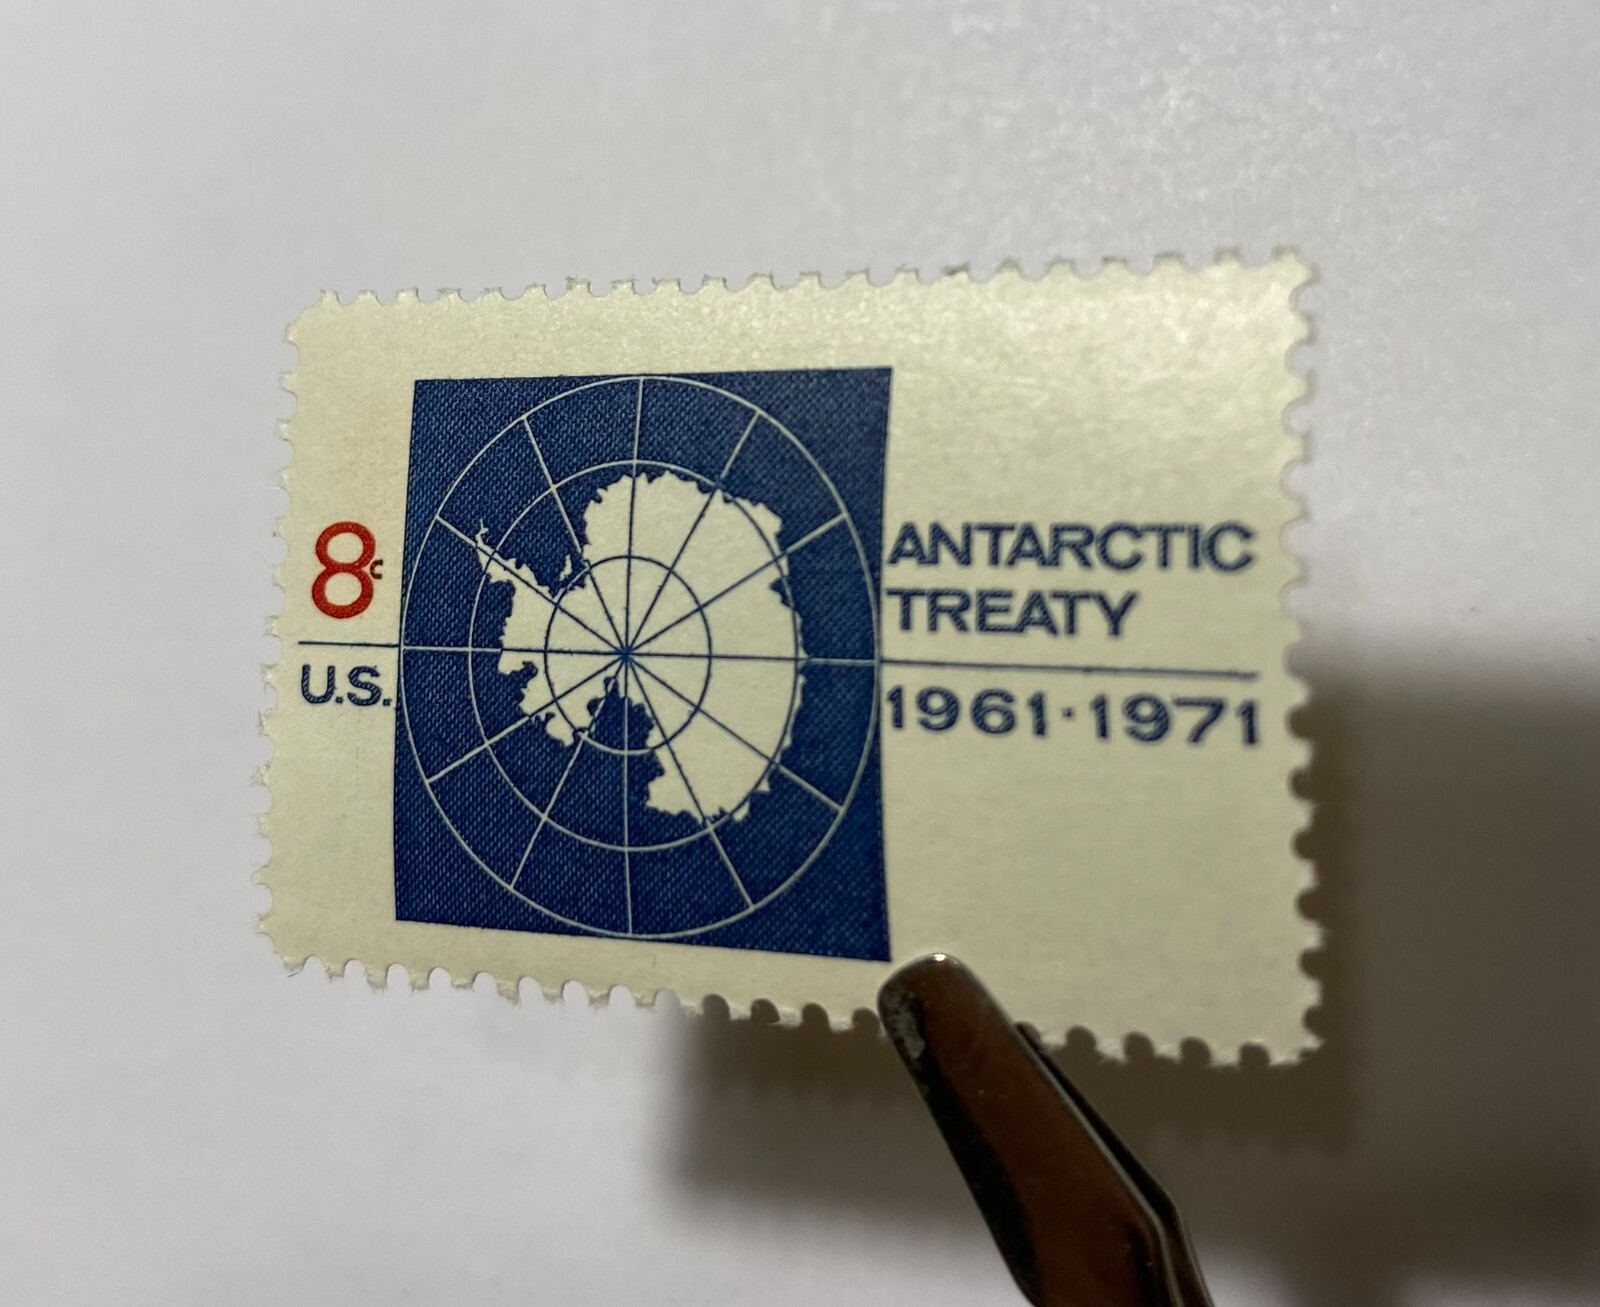 8c
U.S.
ANTARCTIC
TREATY
1961·1971